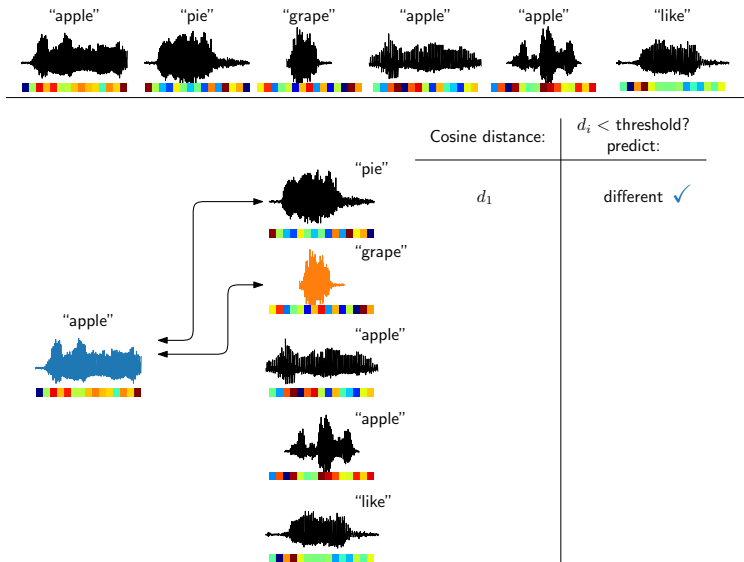 “apple” “pie” “grape” “apple” “apple” “like”
Cosine distance:
d_i < threshold?
predict:
“pie”
d_1
different ✓
“grape”
“apple”
“apple”
“apple”
“like”